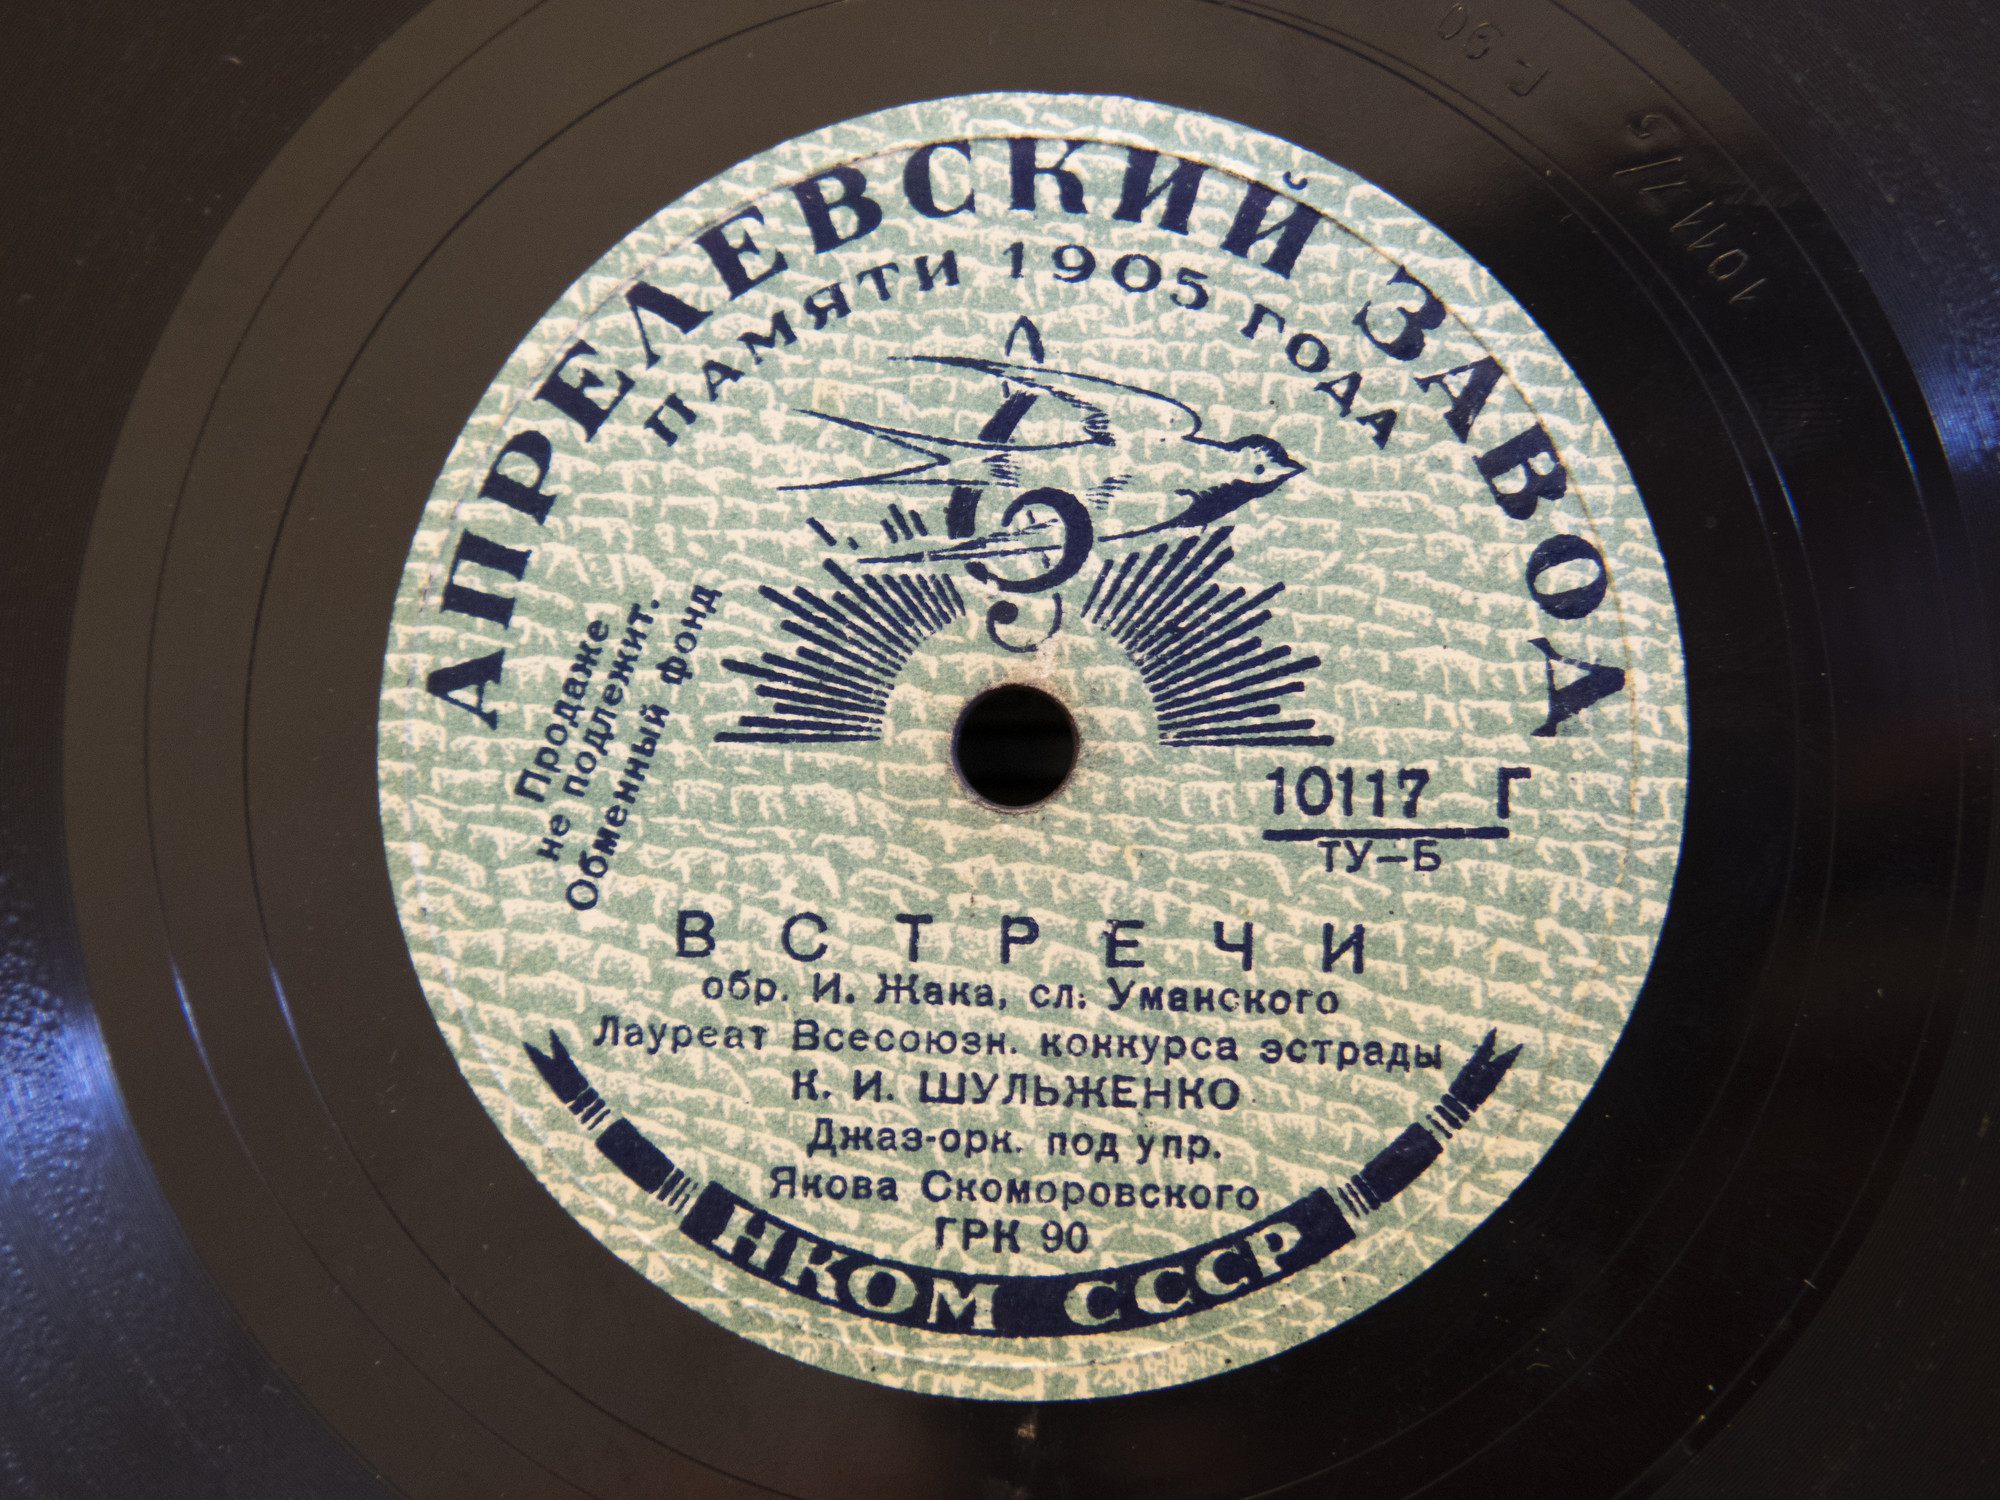 АПРЕЛЕВСКИЙ ЗАВОД
ПАМЯТИ 1905 ГОДА
Продаже
не подлежит.
Обменный фонд
10117 Г
ТУ—Б
ВСТРЕЧИ
обр. И. Жака, сл. Уманского
Лауреат Всесоюзн. конкурса эстрады
К. И. ШУЛЬЖЕНКО
Джаз-орк. под упр.
Якова Скоморовского
ГРК 90
НКОМ СССР
Г-90